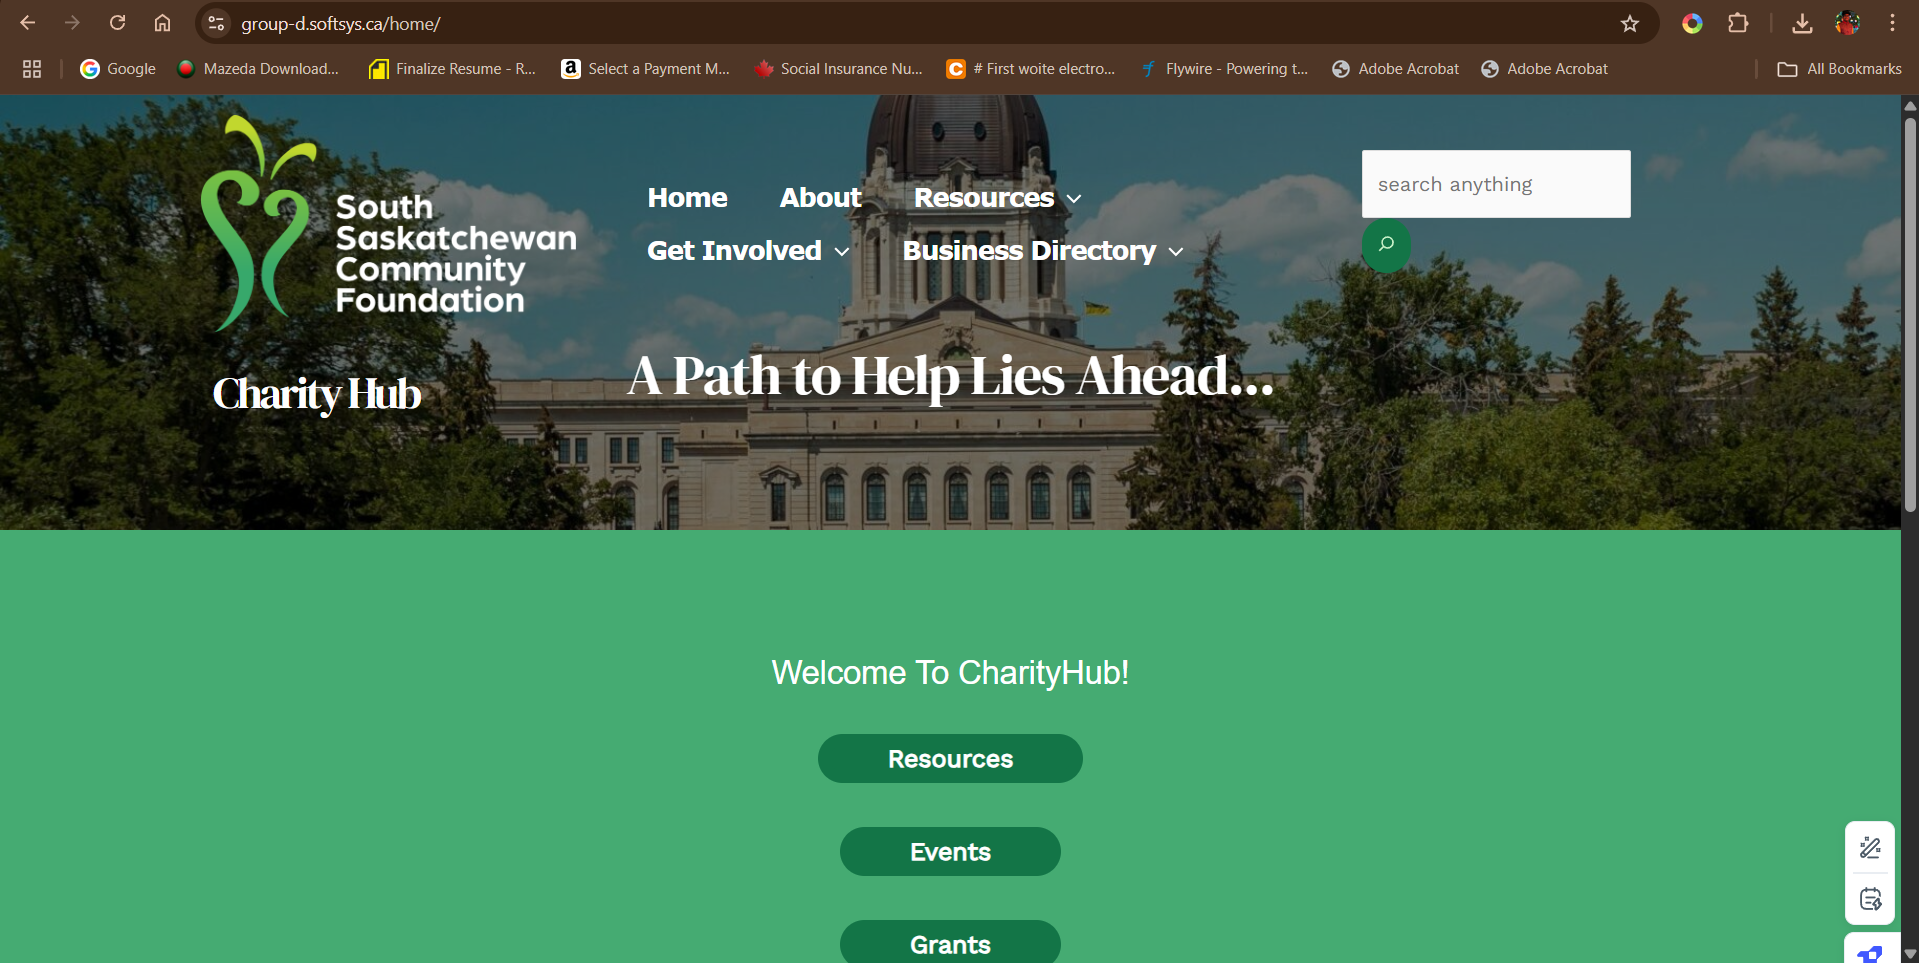 group-d.softsys.ca/home/
Google
Mazeda Download...
Finalize Resume - R...
Select a Payment M...
Social Insurance Nu...
# First woite electro...
Flywire - Powering t...
Adobe Acrobat
Adobe Acrobat
All Bookmarks
South
Saskatchewan
Community
Foundation
Charity Hub
Home
About
Resources
Get Involved
Business Directory
search anything
A Path to Help Lies Ahead...
Welcome To CharityHub!
Resources
Events
Grants